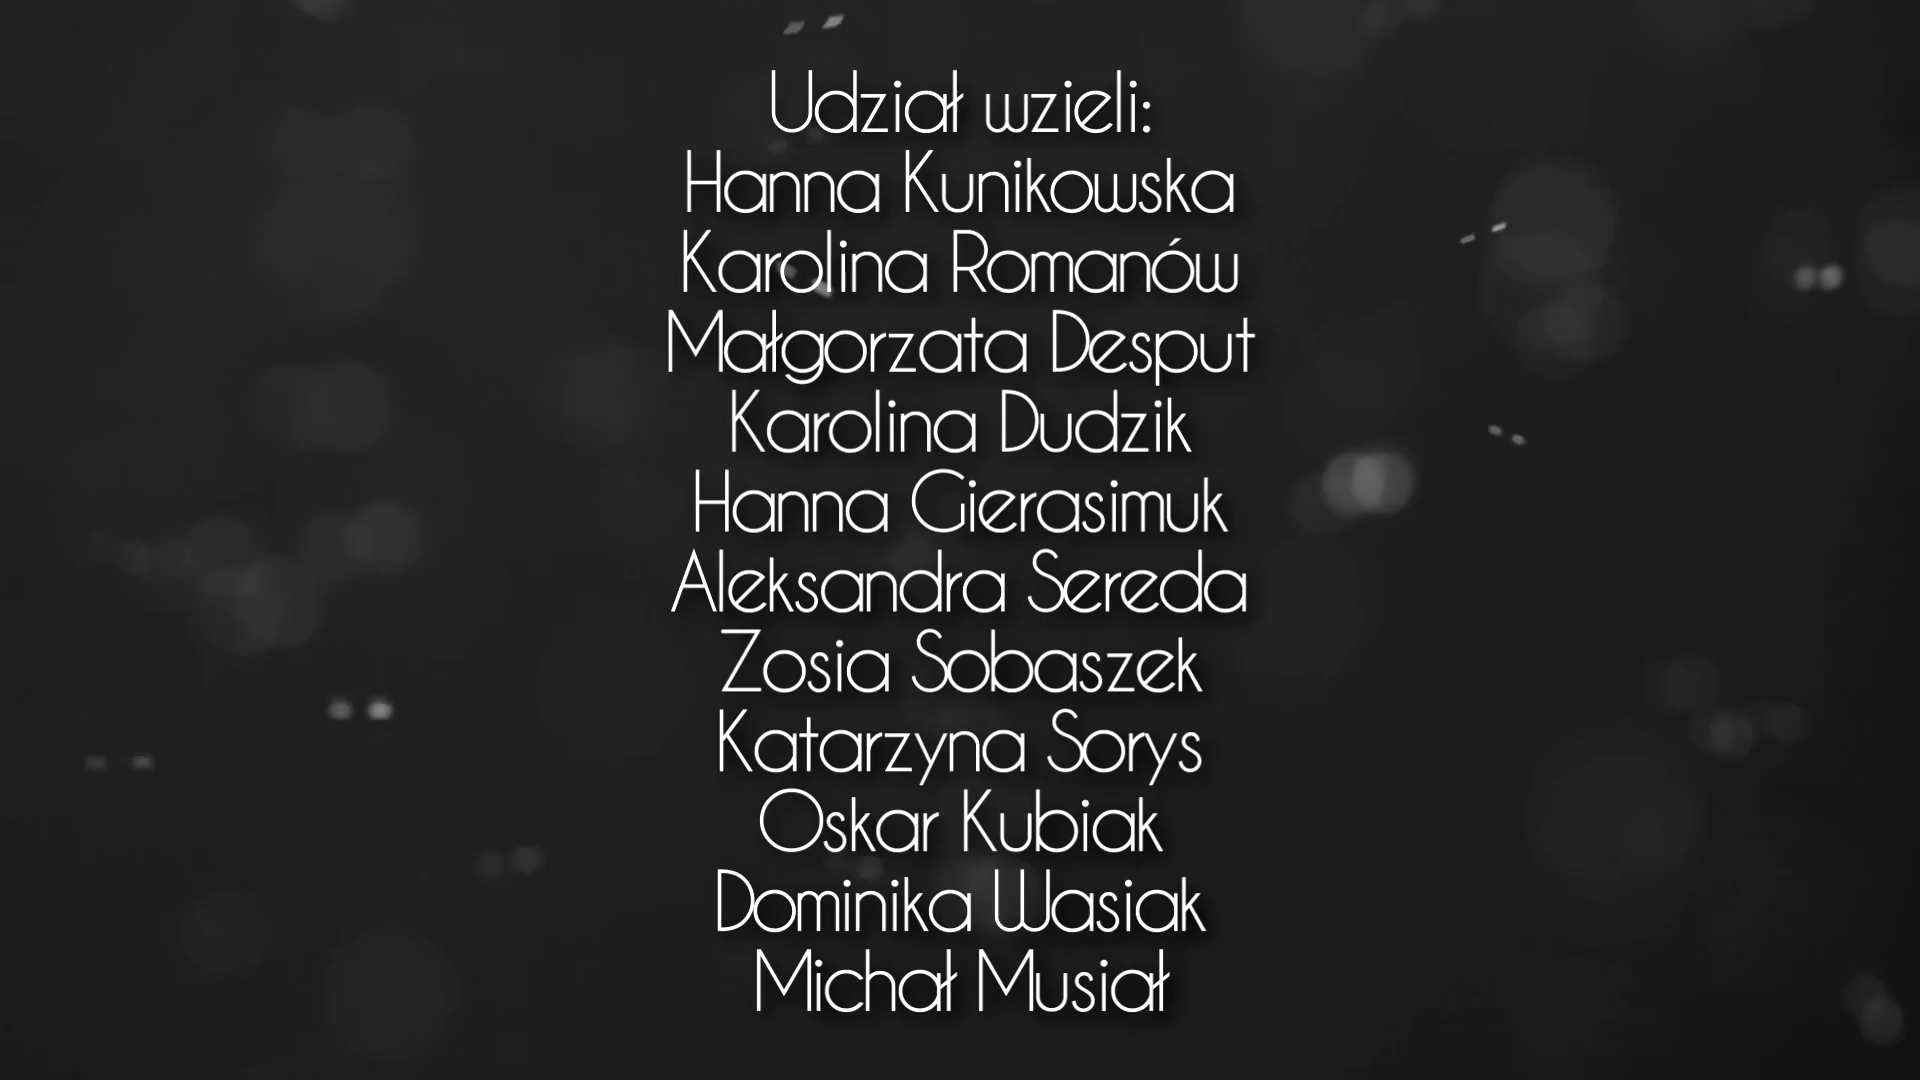 Udział wzieli:
Hanna Kunikowska
Karolina Romanów
Małgorzata Desput
Karolina Dudzik
Hanna Gierasimuk
Aleksandra Sereda
Zosia Sobaszek
Katarzyna Sorys
Oskar Kubiak
Dominika Wasiak
Michał Musiał